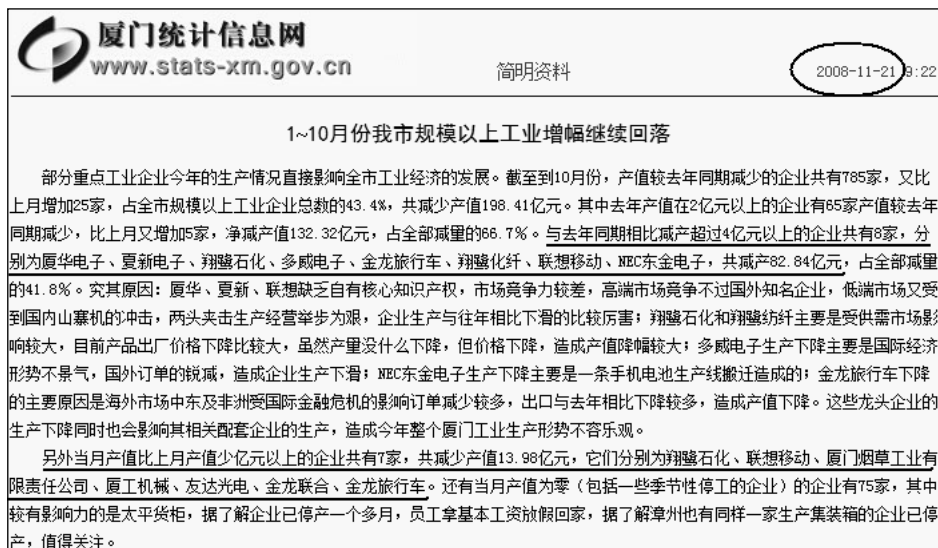 厦门统计信息网
www.stats-xm.gov.cn
简明资料
2008-11-21 9:22
1~10月份我市规模以上工业增幅继续回落
部分重点工业企业今年的生产情况直接影响全市工业经济的发展。截至到10月份，产值较去年同期减少的企业共有785家，又比
上月增加25家，占全市规模以上工业企业总数的43.4%，共减少产值198.41亿元。其中去年产值在2亿元以上的企业有65家产值较去年
同期减少，比上月又增加5家，净减产值132.32亿元，占全部减量的66.7%。与去年同期相比减产超过4亿元以上的企业共有8家，分
别为厦华电子、夏新电子、翔鹭石化、多威电子、金龙旅行车、翔鹭化纤、联想移动、NEC东金电子，共减产82.84亿元，占全部减量
的41.8%。究其原因：厦华、夏新、联想缺乏自有核心知识产权，市场竞争力较差，高端市场竞争不过国外知名企业，低端市场又受
到国内山寨机的冲击，两头夹击生产经营举步为艰，企业生产与往年相比下滑的比较厉害；翔鹭石化和翔鹭纺纤主要是受供需市场影
响较大，目前产品出厂价格下降比较大，虽然产量没什么下降，但价格下降，造成产值降幅较大；多威电子生产下降主要是国际经济
形势不景气，国外订单的锐减，造成企业生产下滑；NEC东金电子生产下降主要是一条手机电池生产线搬迁造成的；金龙旅行车下降
的主要原因是海外市场中东及非洲受国际金融危机的影响订单减少较多，出口与去年相比下降较多，造成产值下降。这些龙头企业的
生产下降同时也会影响其相关配套企业的生产，造成今年整个厦门工业生产形势不容乐观。
另外当月产值比上月产值少亿元以上的企业共有7家，共减少产值13.98亿元，它们分别为翔鹭石化、联想移动、厦门烟草工业有
限责任公司、厦工机械、友达光电、金龙联合、金龙旅行车。还有当月产值为零（包括一些季节性停工的企业）的企业有75家，其中
较有影响力的是太平货柜，据了解企业已停产一个多月，员工拿基本工资放假回家，据了解漳州也有同样一家生产集装箱的企业已停
产，值得关注。